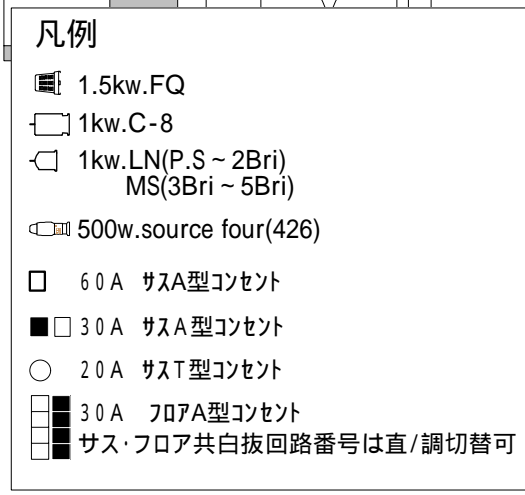 凡例
1.5kw.FQ
1kw.C-8
1kw.LN(P.S ~ 2Bri)
MS(3Bri ~ 5Bri)
500w.source four(426)
60A ｻｽA型ｺﾝｾﾝﾄ
30A ｻｽA型ｺﾝｾﾝﾄ
20A ｻｽT型ｺﾝｾﾝﾄ
30A ﾌﾛｱA型ｺﾝｾﾝﾄ
サス・フロア共白抜回路番号は直/調切替可